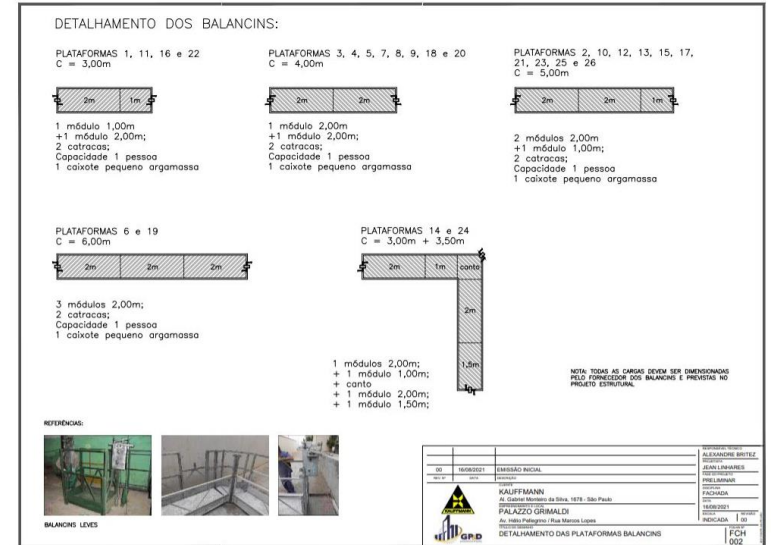 DETALHAMENTO DOS BALANCINS:
PLATAFORMAS 1, 11, 16 e 22
C = 3,00m
2m 1m
1 módulo 1,00m
+1 módulo 2,00m;
2 catracas;
Capacidade 1 pessoa
1 caixote pequeno argamassa
PLATAFORMAS 3, 4, 5, 7, 8, 9, 18 e 20
C = 4,00m
2m 2m
1 módulo 2,00m
+1 módulo 2,00m;
2 catracas;
Capacidade 1 pessoa
1 caixote pequeno argamassa
PLATAFORMAS 2, 10, 12, 13, 15, 17,
21, 23, 25 e 26
C = 5,00m
2m 2m 1m
2 módulos 2,00m
+1 módulo 1,00m;
2 catracas;
Capacidade 1 pessoa
1 caixote pequeno argamassa
PLATAFORMAS 6 e 19
C = 6,00m
2m 2m 2m
3 módulos 2,00m;
2 catracas;
Capacidade 1 pessoa
1 caixote pequeno argamassa
PLATAFORMAS 14 e 24
C = 3,00m + 3,50m
2m 1m canto
2m
1,5m
1 módulos 2,00m;
+ 1 módulo 1,00m;
+ canto
+ 1 módulo 2,00m;
+ 1 módulo 1,50m;
NOTA: TODAS AS CARGAS DEVEM SER DIMENSIONADAS
PELO FORNECEDOR DOS BALANCINS E PREVISTAS NO
PROJETO ESTRUTURAL
REFERÊNCIAS:
BALANCINS LEVES
00 16/08/2021 EMISSÃO INICIAL
KAUFFMANN
Al. Gabriel Monteiro da Silva, 1678 - São Paulo
PALAZZO GRIMALDI
Av. Hélio Pellegrino / Rua Marcos Lopes
DETALHAMENTO DAS PLATAFORMAS BALANCINS
ALEXANDRE BRITEZ
JEAN LINHARES
PRELIMINAR
FACHADA
16/08/2021
INDICADA 00
FCH
002
KAUFFMANN
GPD